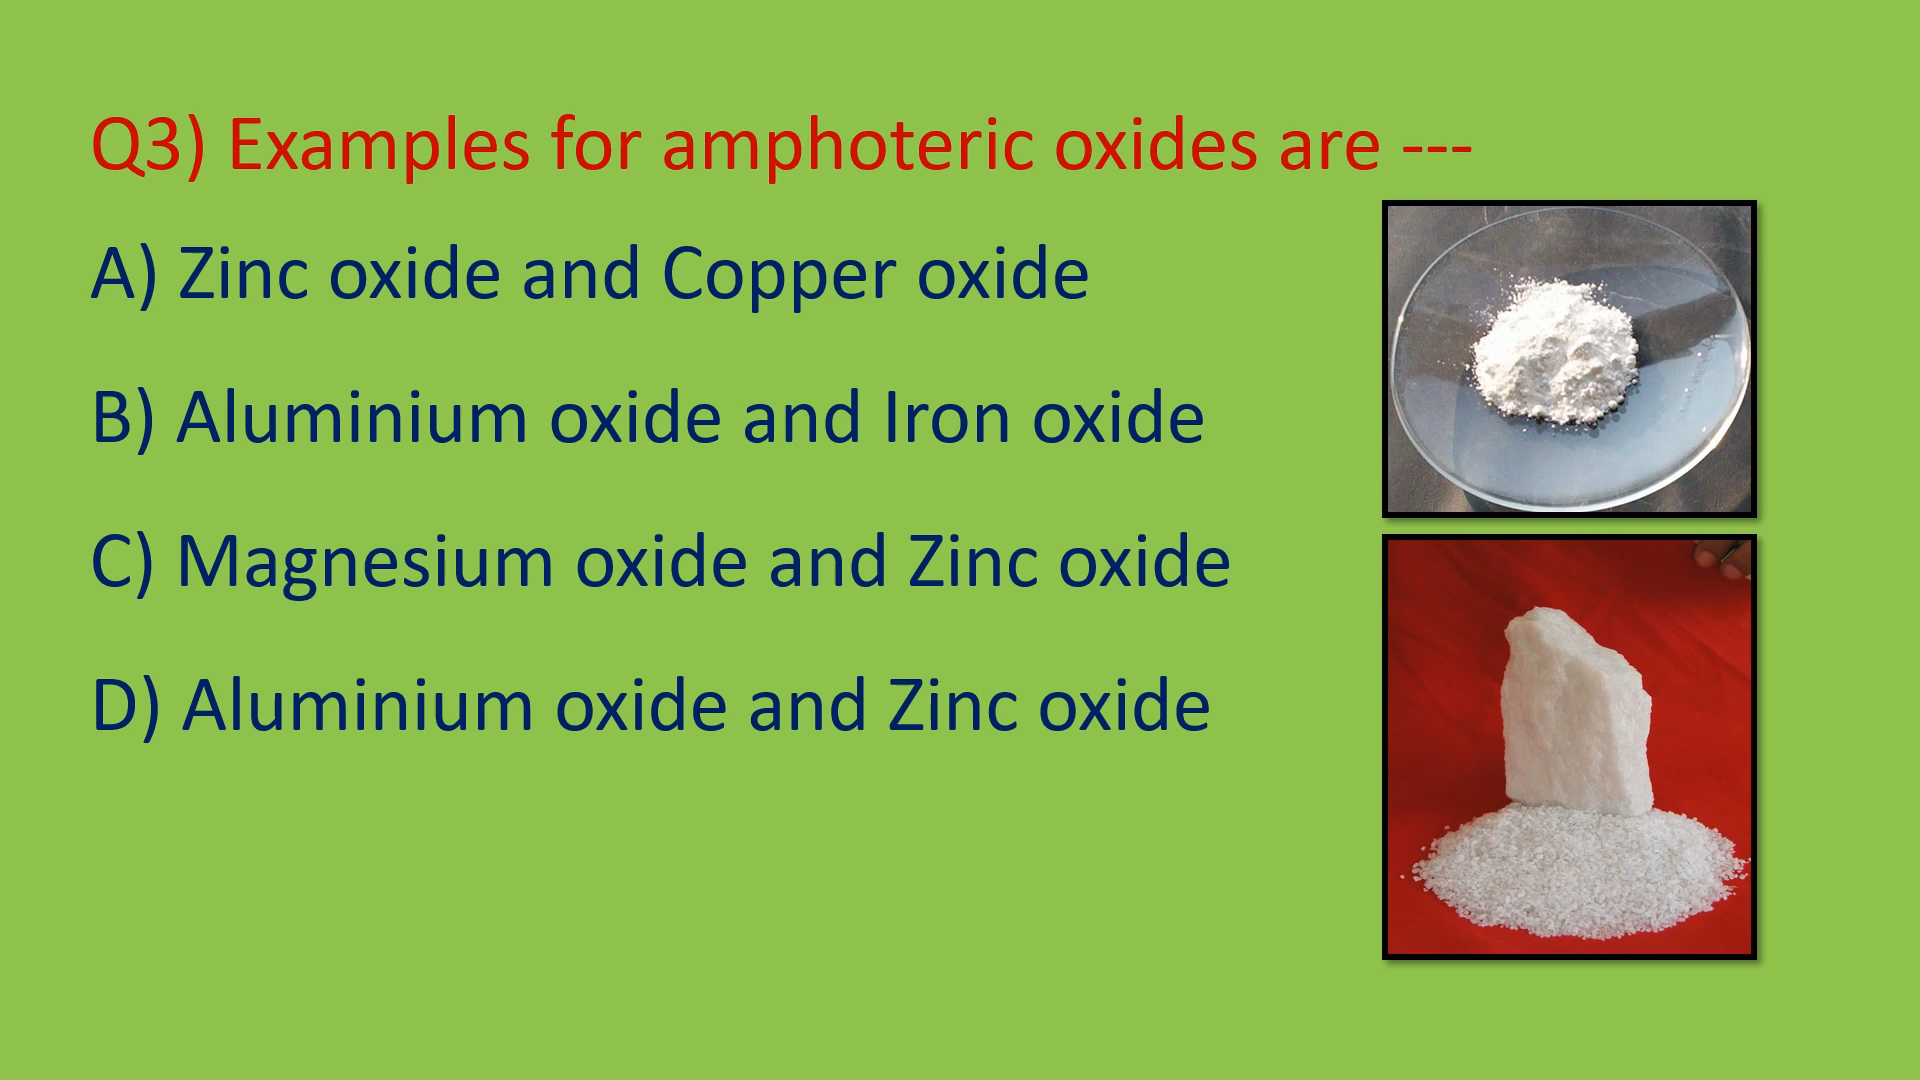 Q3) Examples for amphoteric oxides are ---
A) Zinc oxide and Copper oxide
B) Aluminium oxide and Iron oxide
C) Magnesium oxide and Zinc oxide
D) Aluminium oxide and Zinc oxide